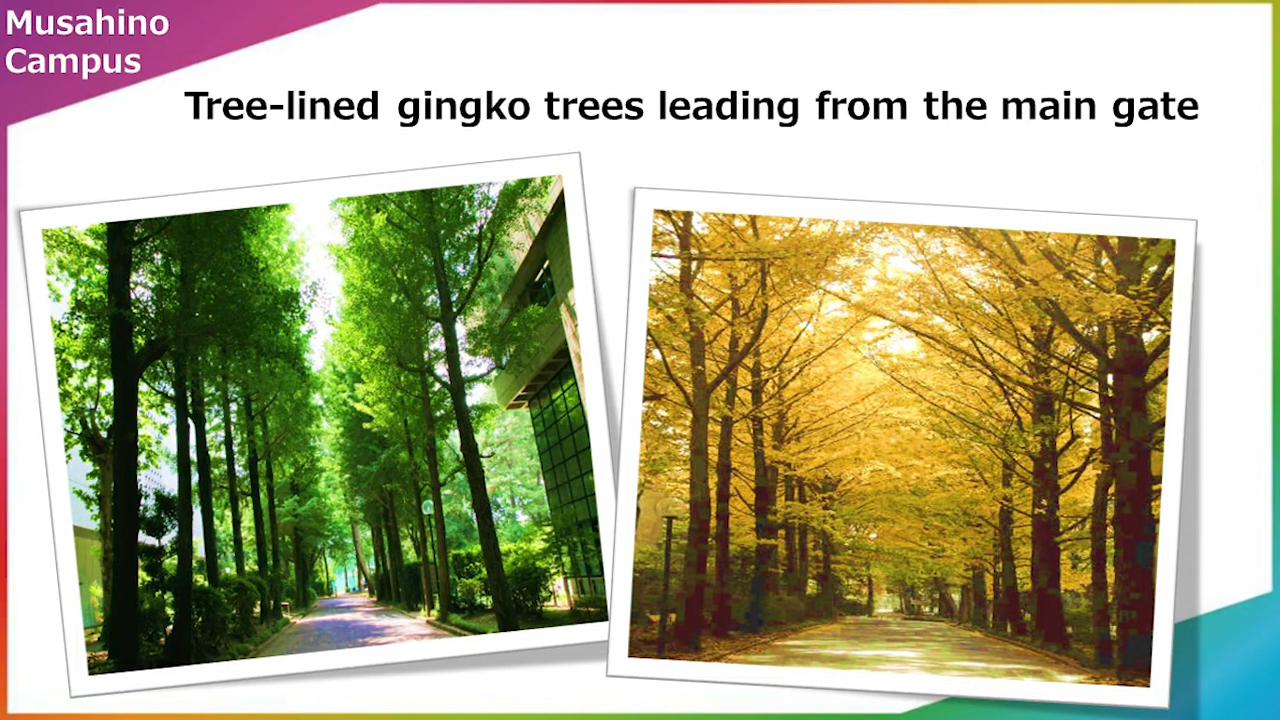 Musahino
Campus
Tree-lined gingko trees leading from the main gate